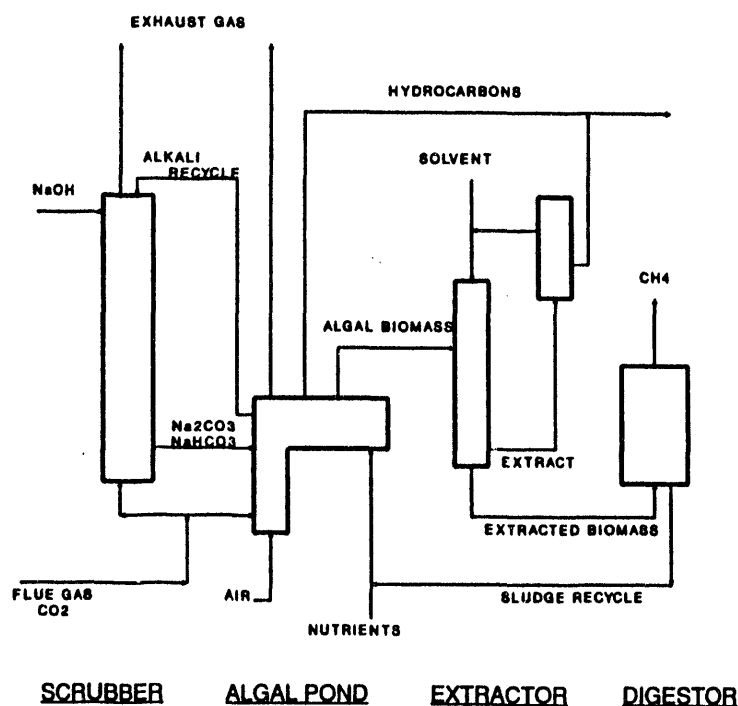 EXHAUST GAS
HYDROCARBONS
ALKALI
RECYCLE
SOLVENT
NaOH
CH4
ALGAL BIOMASS
Na2CO3
NaHCO3
EXTRACT
EXTRACTED BIOMASS
FLUE GAS
CO2
AIR
SLUDGE RECYCLE
NUTRIENTS
SCRUBBER ALGAL POND EXTRACTOR DIGESTOR